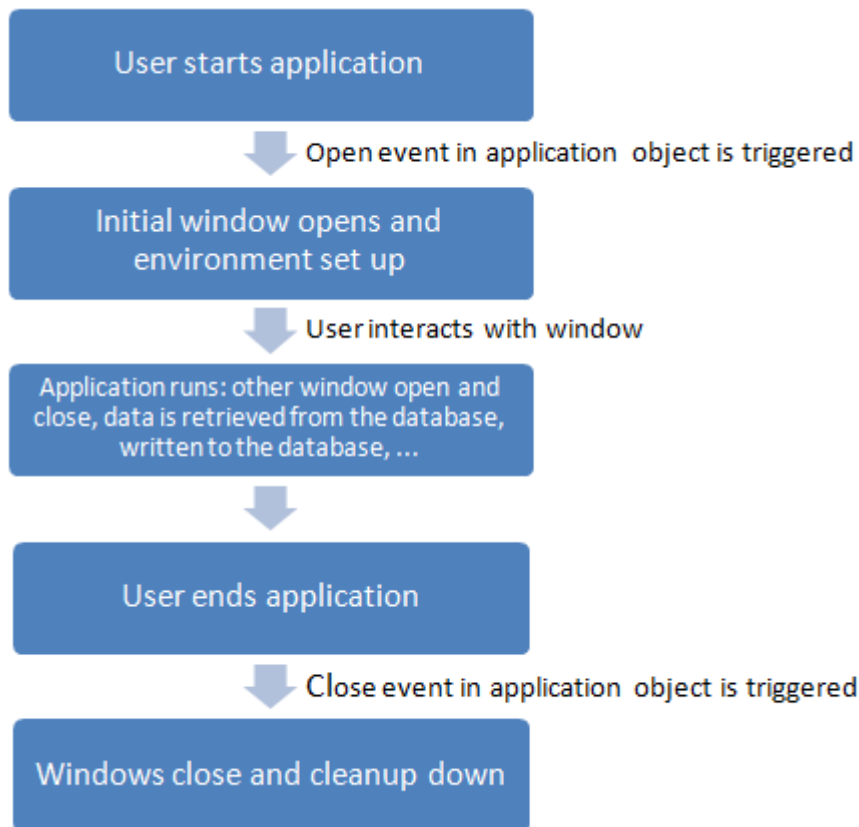 User starts application
Open event in application object is triggered
Initial window opens and
environment set up
User interacts with window
Application runs: other window open and
close, data is retrieved from the database,
written to the database, ...
User ends application
Close event in application object is triggered
Windows close and cleanup down